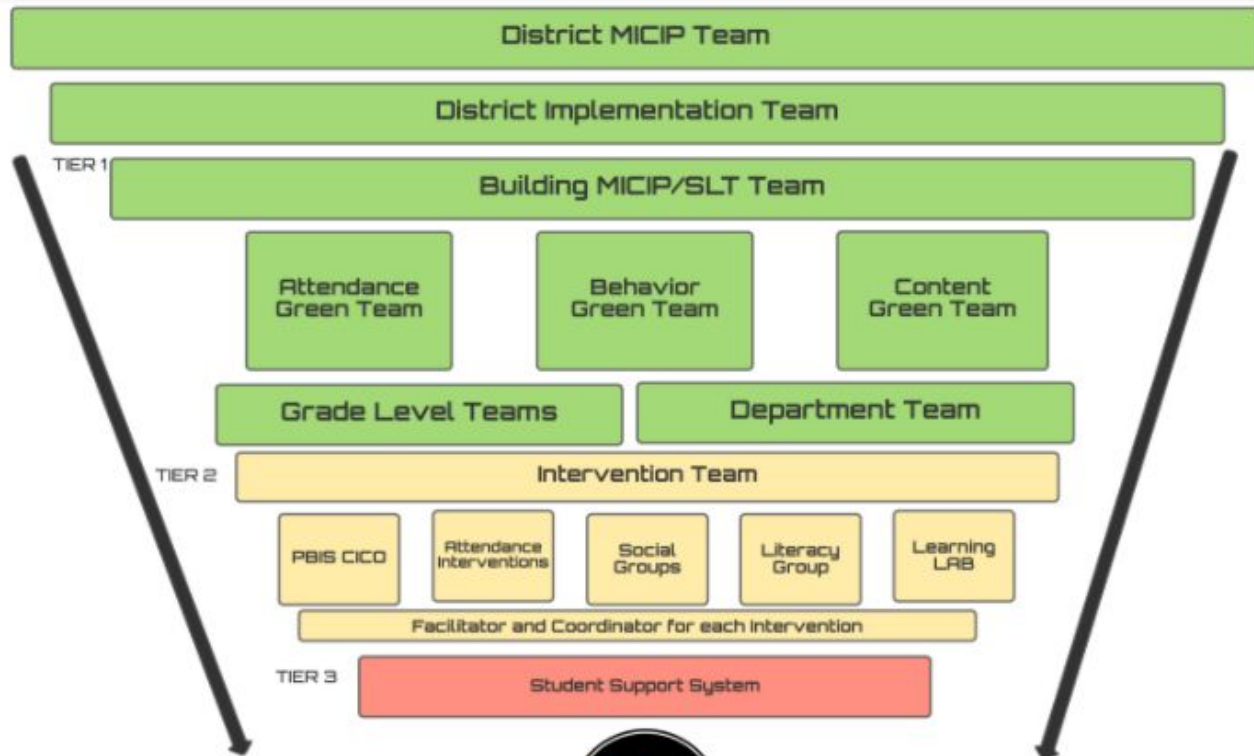 District MICIP Team
District Implementation Team
TIER 1
Building MICIP/SLT Team
Attendance
Green Team
Behavior
Green Team
Content
Green Team
Grade Level Teams
Department Team
TIER 2
Intervention Team
PBIS CICO
Attendance
Interventions
Social
Groups
Literacy
Group
Learning
LAB
Facilitator and Coordinator for each Intervention
TIER 3
Student Support System